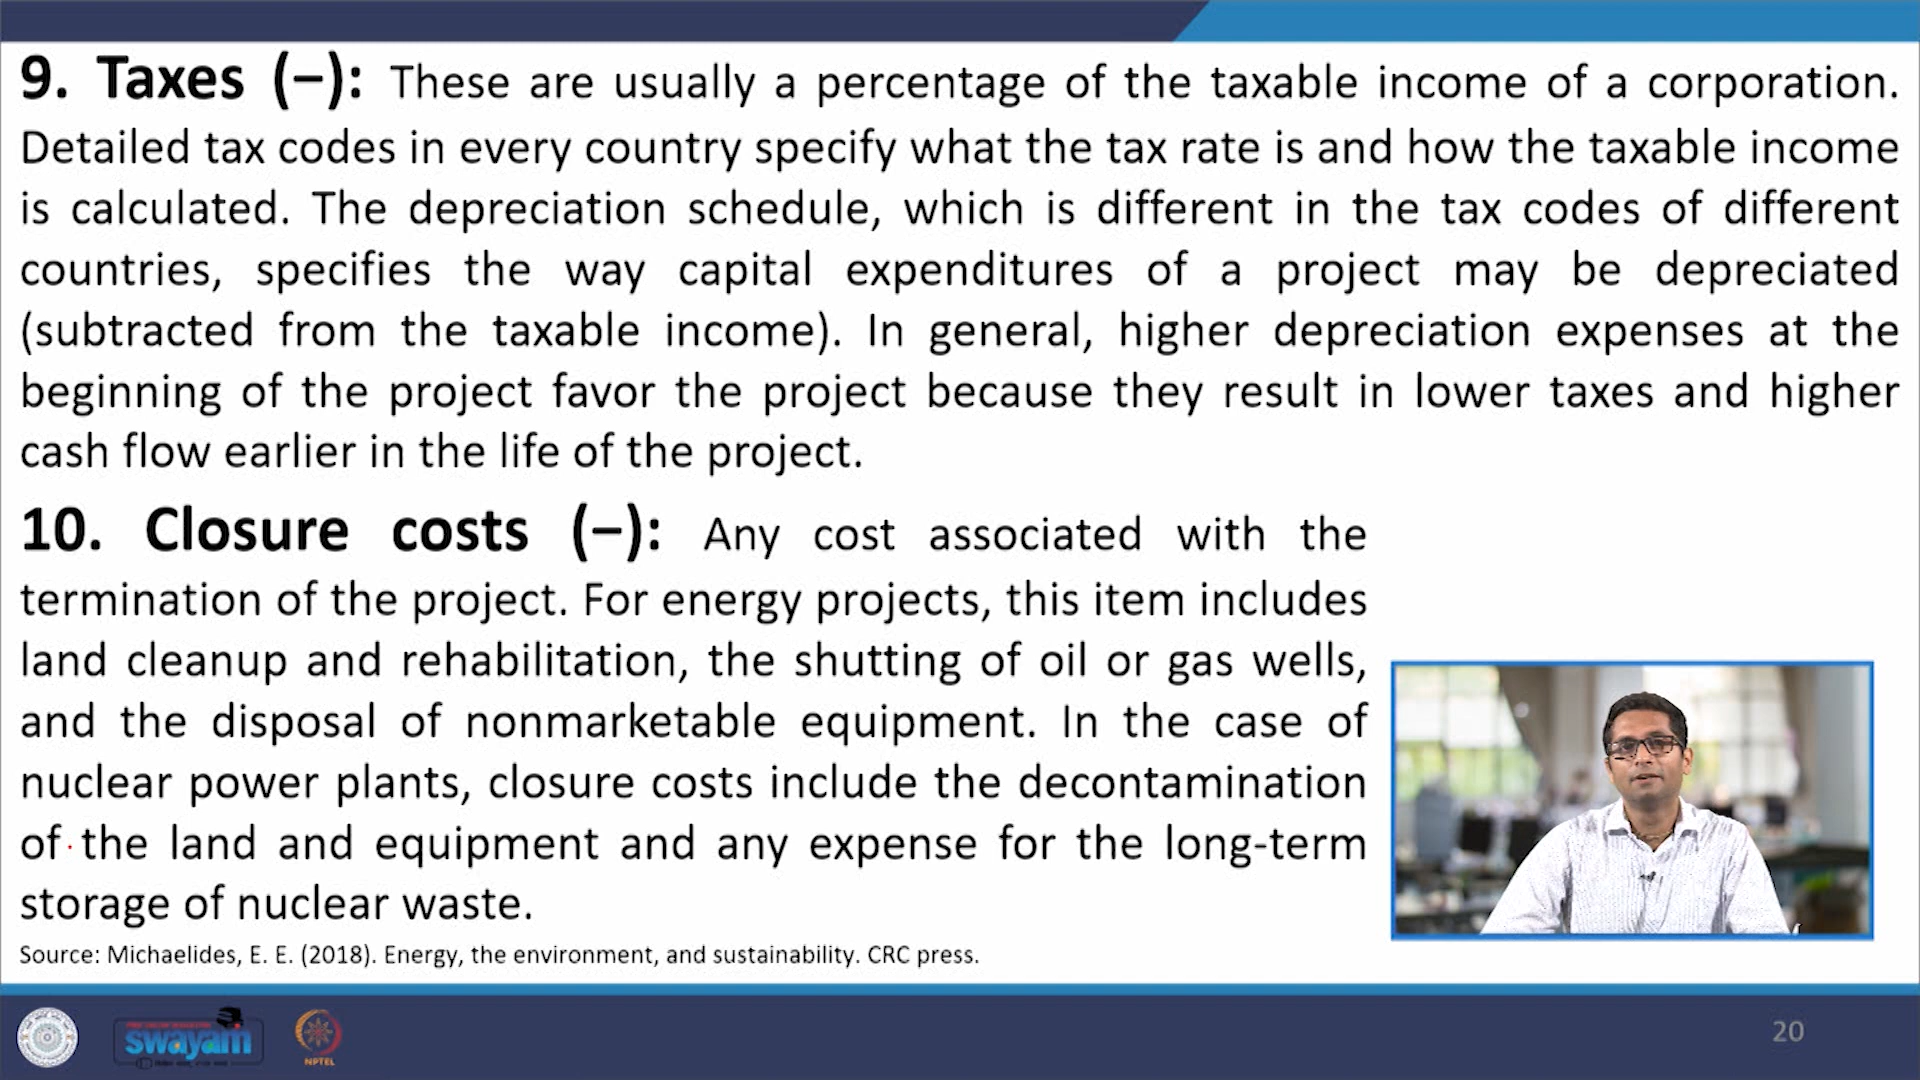 9. Taxes (–): These are usually a percentage of the taxable income of a corporation.
Detailed tax codes in every country specify what the tax rate is and how the taxable income
is calculated. The depreciation schedule, which is different in the tax codes of different
countries, specifies the way capital expenditures of a project may be depreciated
(subtracted from the taxable income). In general, higher depreciation expenses at the
beginning of the project favor the project because they result in lower taxes and higher
cash flow earlier in the life of the project.
10. Closure costs (–): Any cost associated with the
termination of the project. For energy projects, this item includes
land cleanup and rehabilitation, the shutting of oil or gas wells,
and the disposal of nonmarketable equipment. In the case of
nuclear power plants, closure costs include the decontamination
of the land and equipment and any expense for the long-term
storage of nuclear waste.
Source: Michaelides, E. E. (2018). Energy, the environment, and sustainability. CRC press.
swayam
NPTEL
20